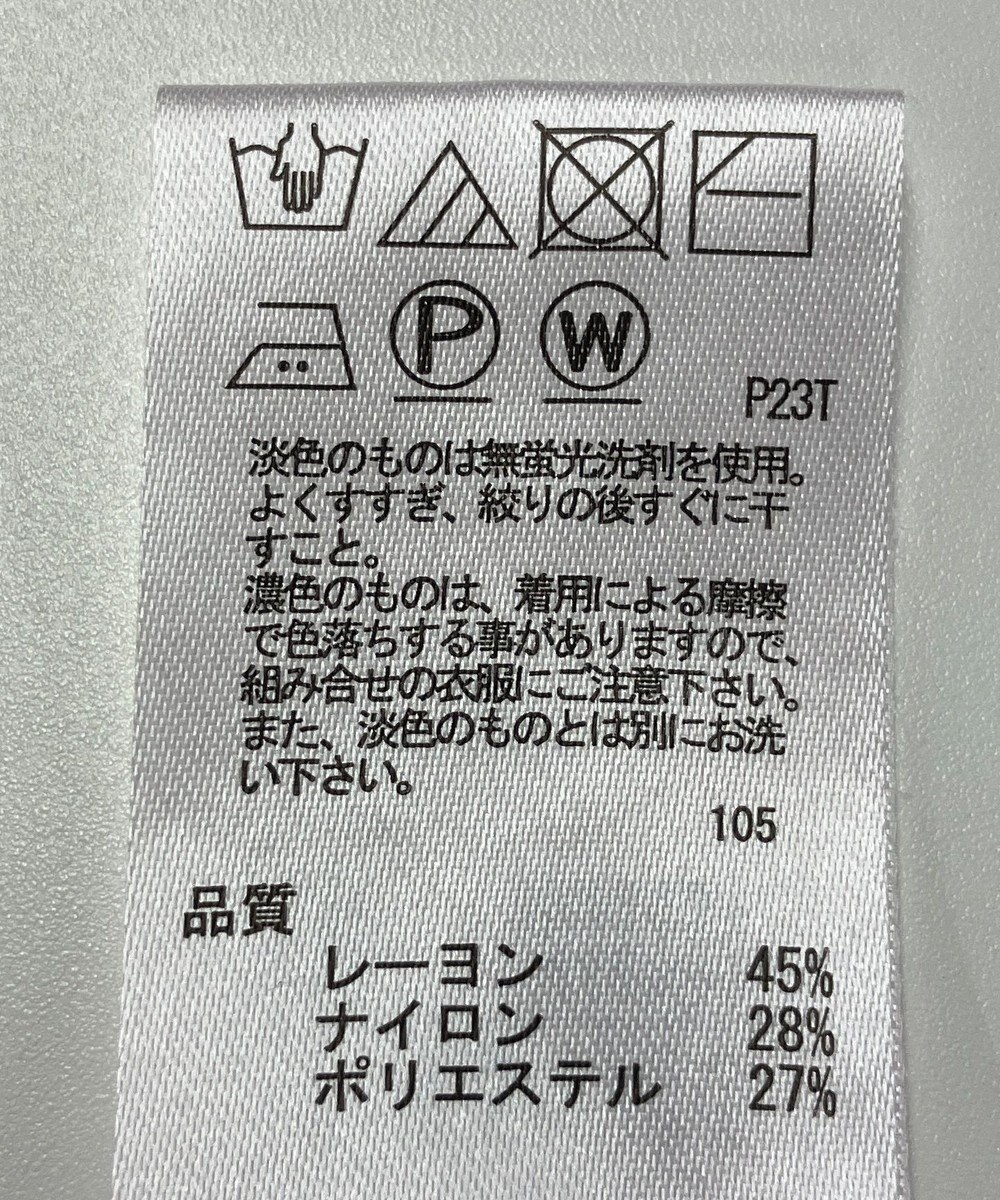 P
W
P23T
淡色のものは無蛍光洗剤を使用。
よくすすぎ、絞りの後すぐに干
すこと。
濃色のものは、着用による摩擦
で色落ちする事がありますので、
組み合せの衣服にご注意下さい。
また、淡色のものとは別にお洗
い下さい。
105
品質
レーヨン 45%
ナイロン 28%
ポリエステル 27%